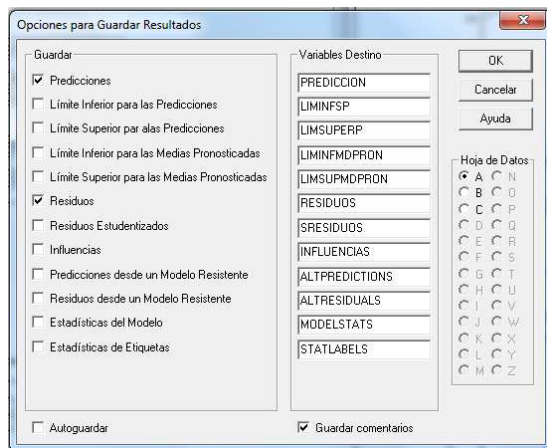 Opciones para Guardar Resultados
Guardar
Predicciones
Límite Inferior para las Predicciones
Límite Superior par alas Predicciones
Límite Inferior para las Medias Pronosticadas
Límite Superior para las Medias Pronosticadas
Residuos
Residuos Estudentizados
Influencias
Predicciones desde un Modelo Resistente
Residuos desde un Modelo Resistente
Estadísticas del Modelo
Estadísticas de Etiquetas
Autoguardar
Variables Destino
PREDICCION
LIMINFSP
LIMSUPERP
LIMINFMDPRON
LIMSUPMDPRON
RESIDUOS
SRESIDUOS
INFLUENCIAS
ALTPREDICTIONS
ALTRESIDUALS
MODELSTATS
STATLABELS
Guardar comentarios
OK
Cancelar
Ayuda
Hoja de Datos
A N
B O
C P
D Q
E R
F S
G T
H U
I V
J W
K X
L Y
M Z